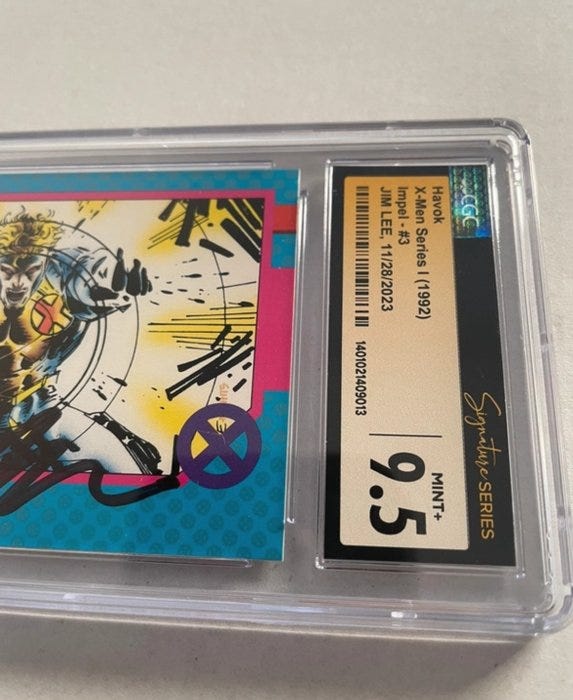 CGC
Havok
X-Men Series I (1992)
Impel - #3
JIM LEE, 11/28/2023
1401021409013
Signature SERIES
MINT+
9.5